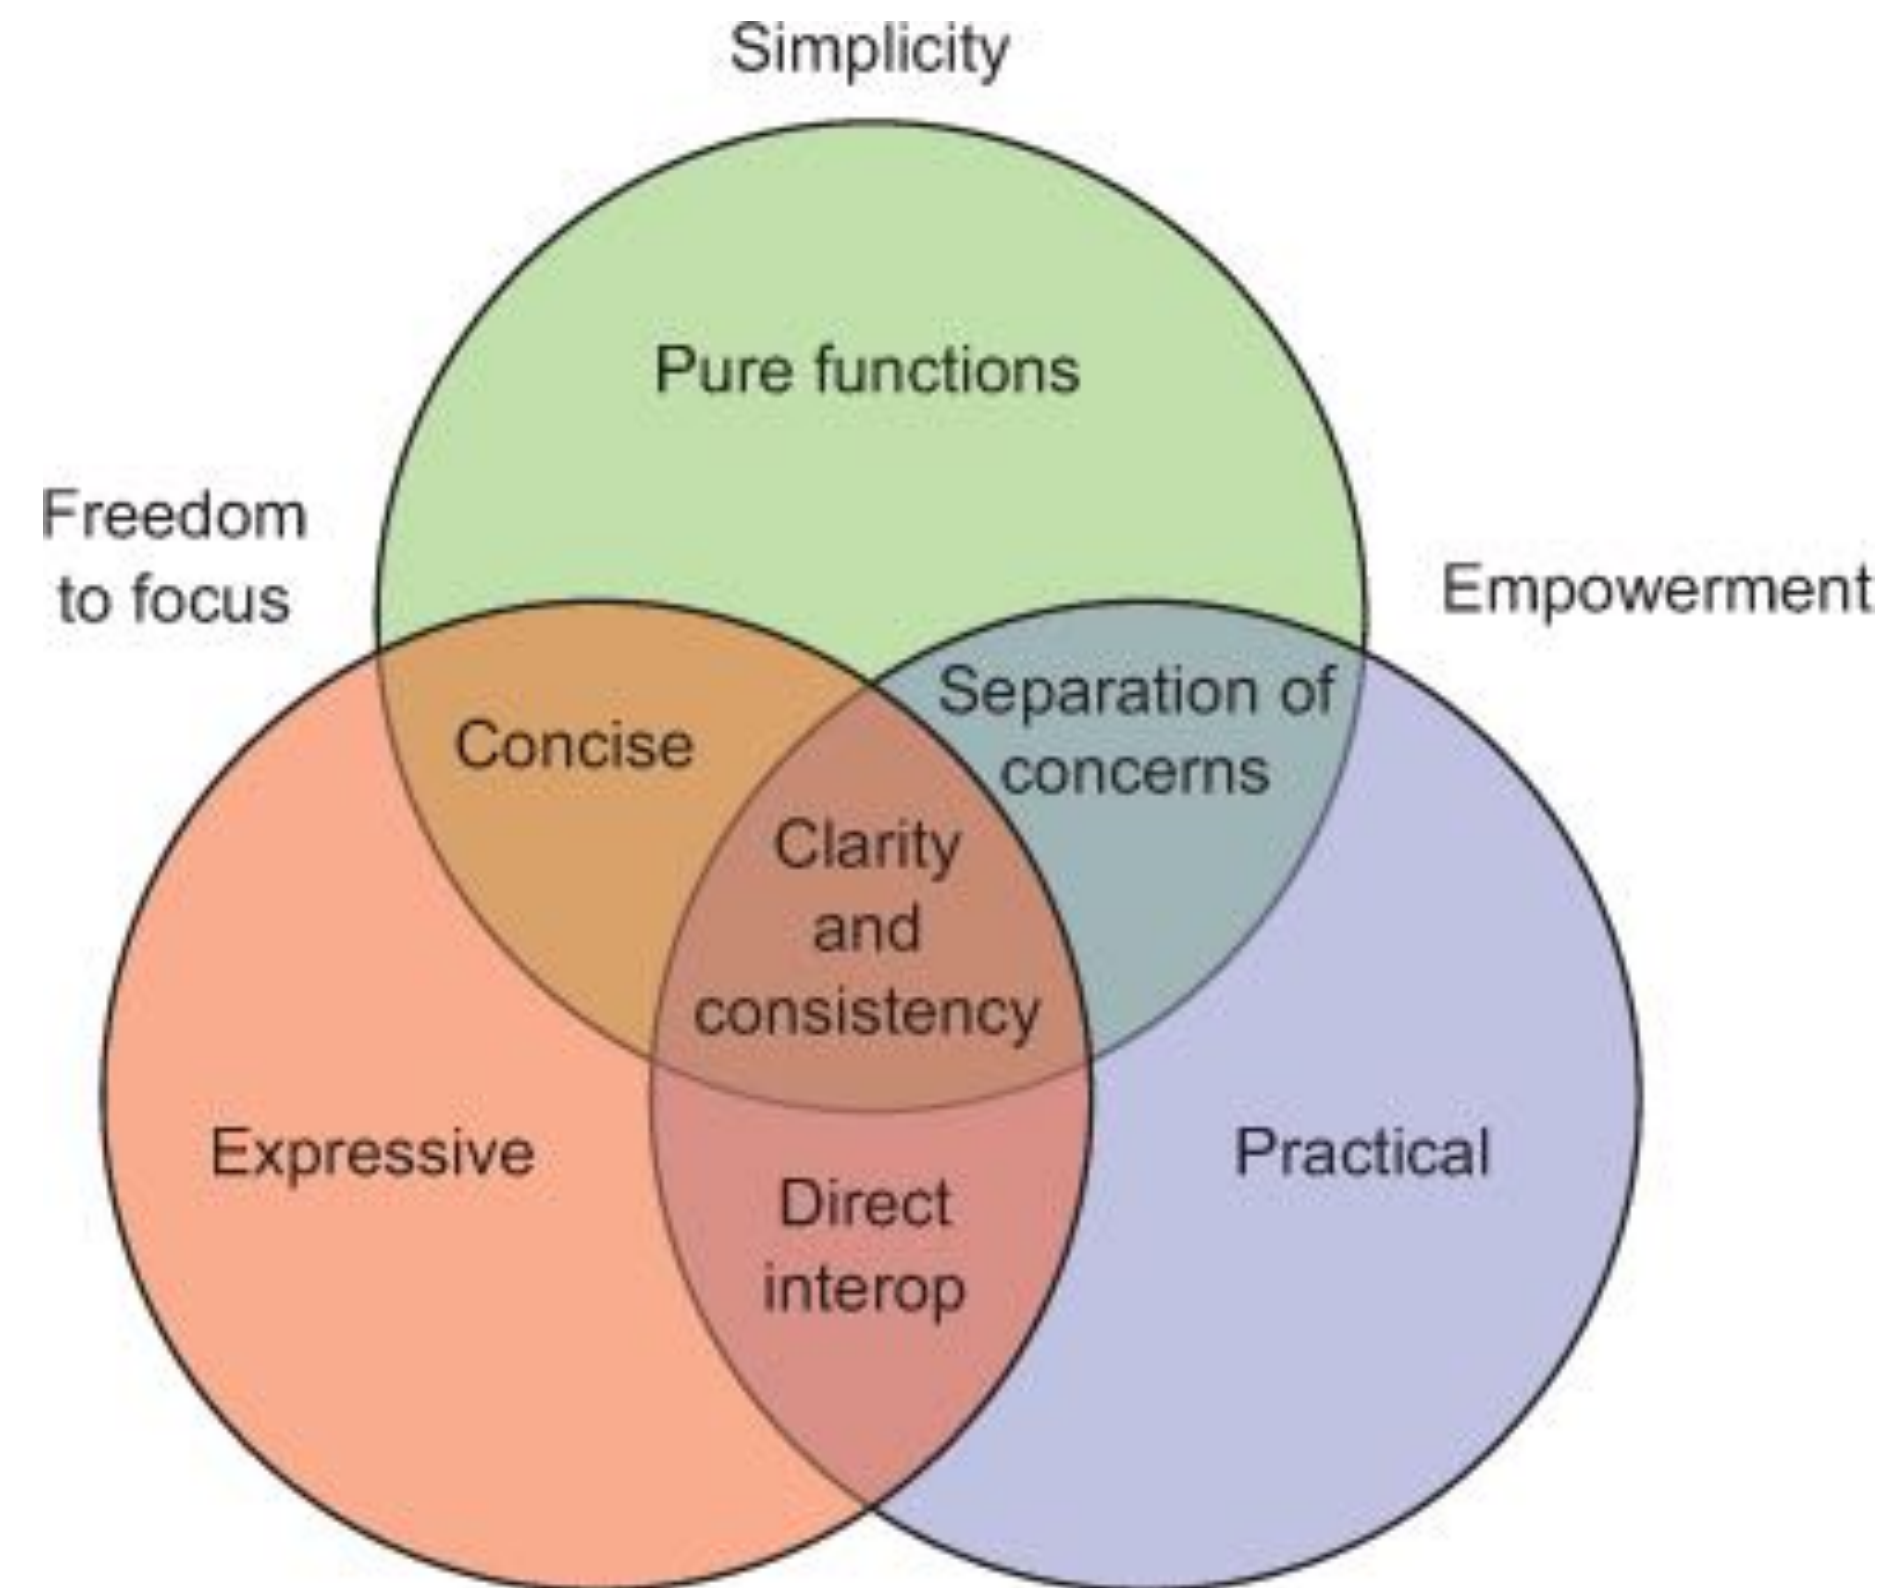 Simplicity
Pure functions
Freedom
to focus
Empowerment
Separation of
concerns
Concise
Clarity
and
consistency
Expressive
Practical
Direct
interop